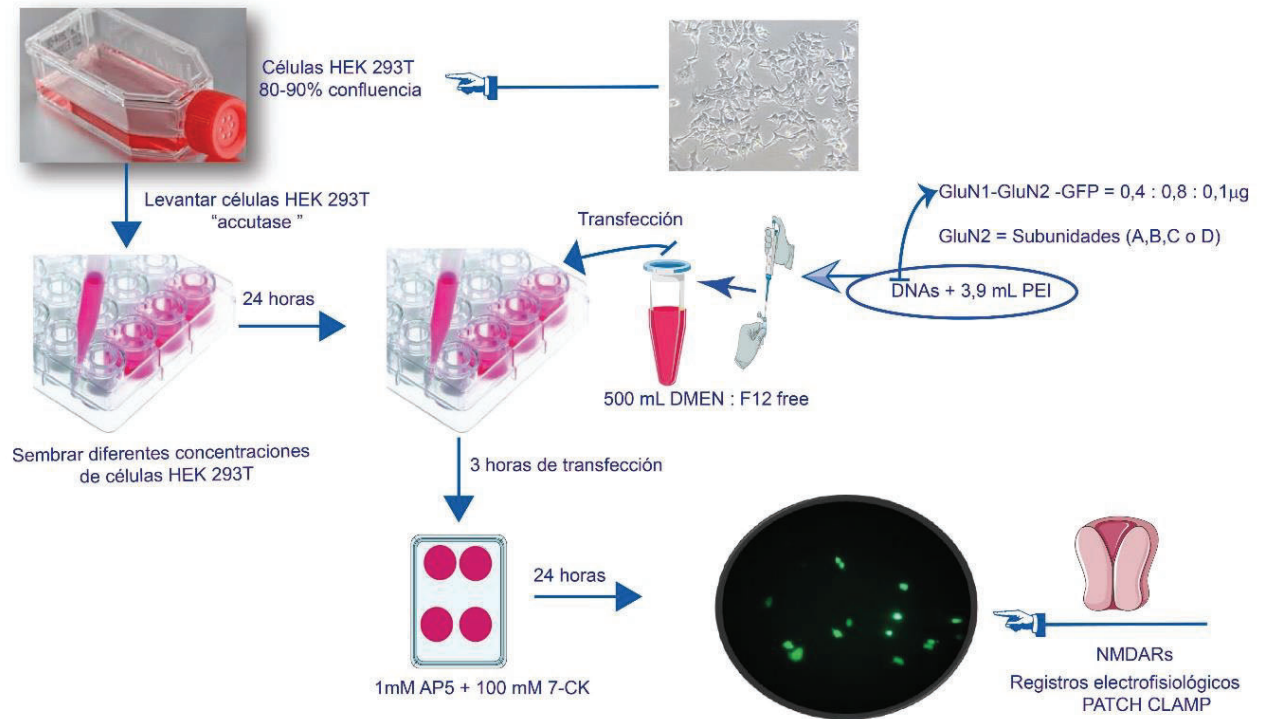 Células HEK 293T
80-90% confluencia
Levantar células HEK 293T
“accutase ”
Transfección
GluN1-GluN2 -GFP = 0,4 : 0,8 : 0,1µg
GluN2 = Subunidades (A,B,C o D)
DNAs + 3,9 mL PEI
24 horas
500 mL DMEN : F12 free
Sembrar diferentes concentraciones
de células HEK 293T
3 horas de transfección
24 horas
1mM AP5 + 100 mM 7-CK
NMDARs
Registros electrofisiológicos
PATCH CLAMP